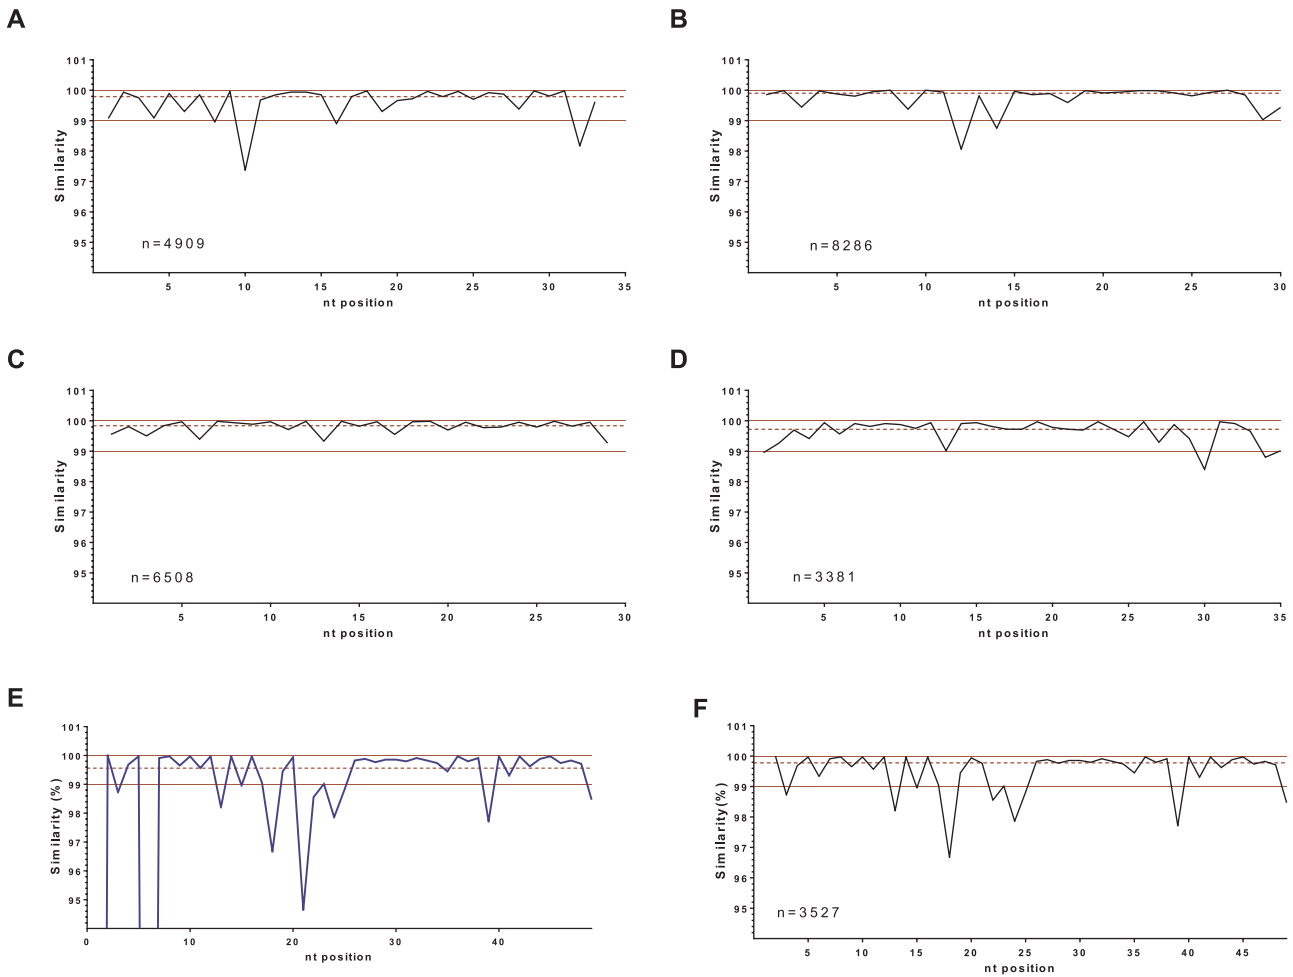 A
101
100
99
98
97
96
95
Similarity
n=4909
5 10 15 20 25 30 35
nt position
B
101
100
99
98
97
96
95
Similarity
n=8286
5 10 15 20 25 30
nt position
C
101
100
99
98
97
96
95
Similarity
n=6508
5 10 15 20 25 30
nt position
D
101
100
99
98
97
96
95
Similarity
n=3381
5 10 15 20 25 30 35
nt position
E
101
100
99
98
97
96
95
Similarity (%)
0 10 20 30 40
nt position
F
101
100
99
98
97
96
95
Similarity(%)
n=3527
5 10 15 20 25 30 35 40 45
nt position